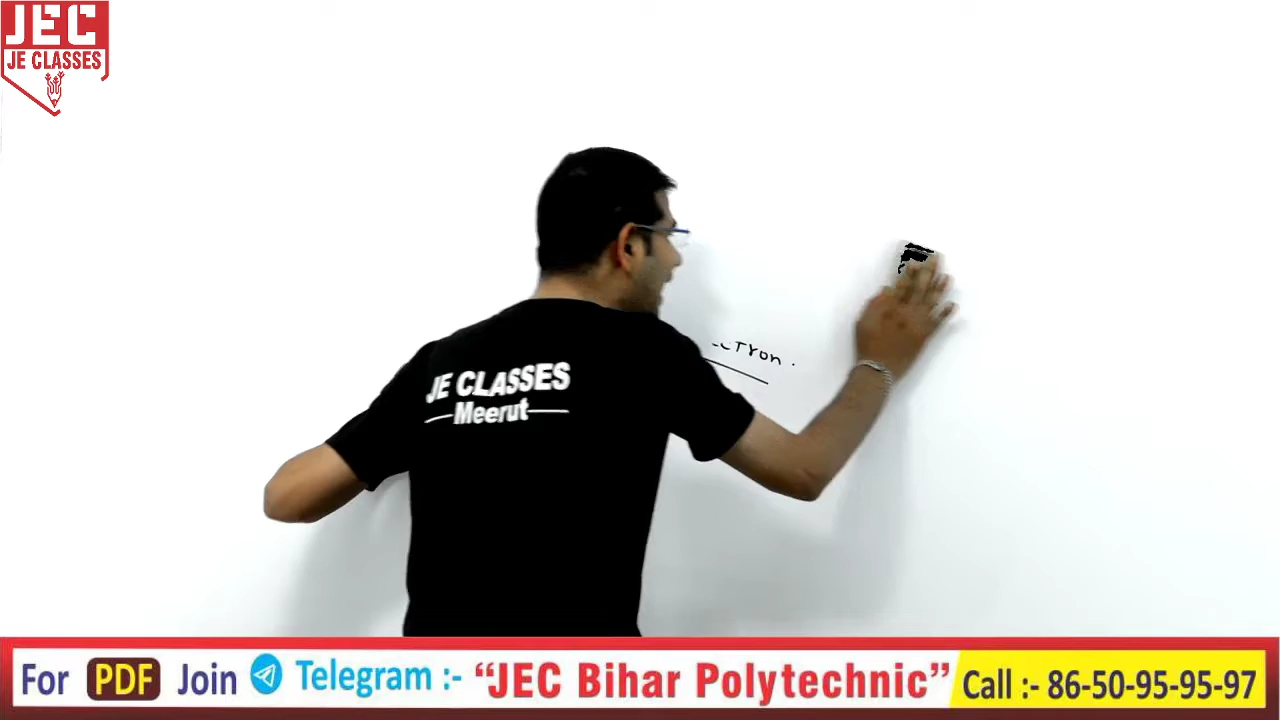 JEC
JE CLASSES
JE CLASSES
Meerut
For PDF Join Telegram :- “JEC Bihar Polytechnic” Call :- 86-50-95-95-97